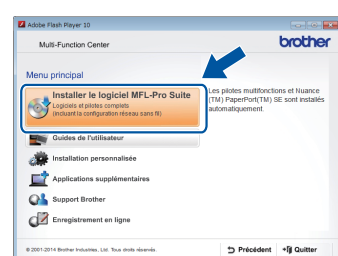 Adobe Flash Player 10
Multi-Function Center
brother
Menu principal
Installer le logiciel MFL-Pro Suite
Logiciels et pilotes complets
(incluant la configuration réseau sans fil)
Les pilotes multifonctions et Nuance
(TM) PaperPort(TM) SE sont installés
automatiquement.
Guides de l'utilisateur
Installation personnalisée
Applications supplémentaires
Support Brother
Enregistrement en ligne
© 2001-2014 Brother Industries, Ltd. Tous droits réservés.
Précédent
Quitter